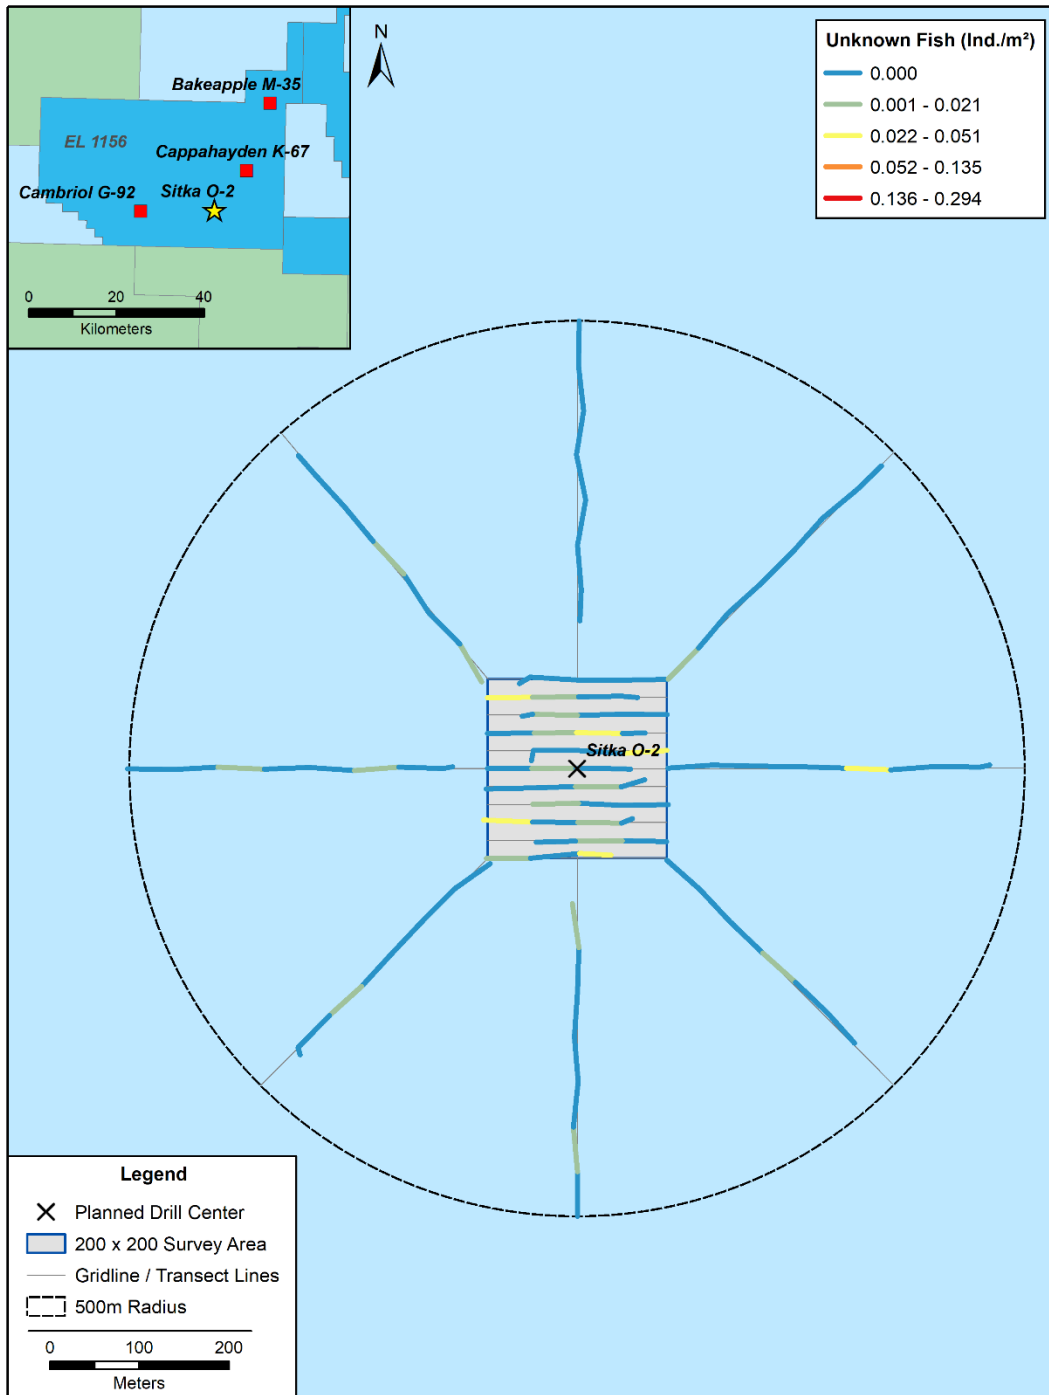 Bakeapple M-35
EL 1156
Cappahayden K-67
Cambriol G-92
Sitka O-2
0 20 40
Kilometers
N
Unknown Fish (Ind./m²)
0.000
0.001 - 0.021
0.022 - 0.051
0.052 - 0.135
0.136 - 0.294
Sitka O-2
Legend
Planned Drill Center
200 x 200 Survey Area
Gridline / Transect Lines
500m Radius
0 100 200
Meters